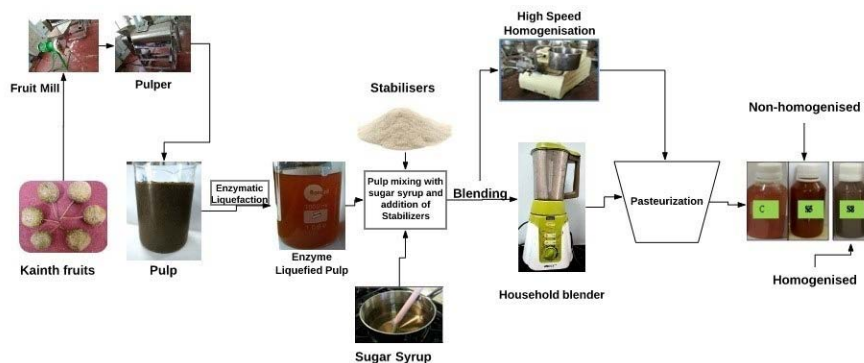 Fruit Mill
Pulper
Kainth fruits
Pulp
Enzymatic
Liquefaction
Enzyme
Liquefied Pulp
Stabilisers
Pulp mixing with
sugar syrup and
addition of
Stabilizers
Sugar Syrup
Blending
High Speed
Homogenisation
Household blender
Pasteurization
Non-homogenised
C
Homogenised